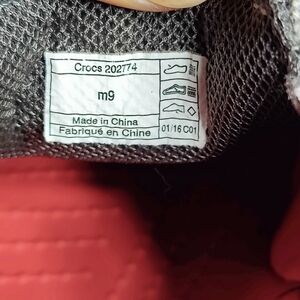 Crocs 202774
m9
Made in China
Fabriqué en Chine
01/16 C01